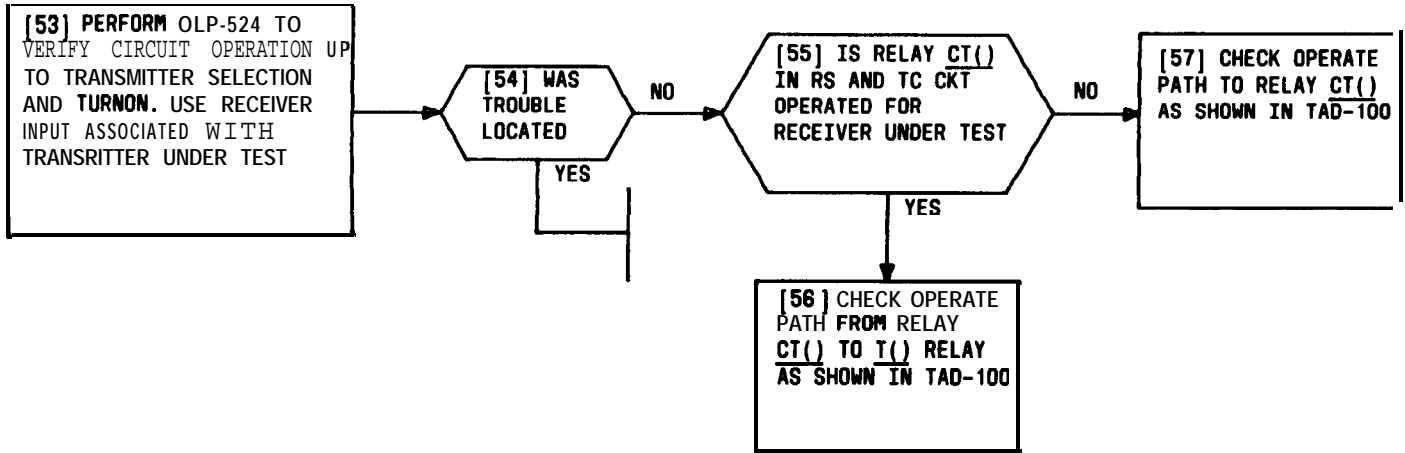 [53] PERFORM OLP-524 TO
VERIFY CIRCUIT OPERATION UP
TO TRANSMITTER SELECTION
AND TURNON. USE RECEIVER
INPUT ASSOCIATED WITH
TRANSRITTER UNDER TEST
[54] WAS
TROUBLE
LOCATED
NO
YES
[55] IS RELAY CT()
IN RS AND TC CKT
OPERATED FOR
RECEIVER UNDER TEST
NO
YES
[57] CHECK OPERATE
PATH TO RELAY CT()
AS SHOWN IN TAD-100
[56] CHECK OPERATE
PATH FROM RELAY
CT() TO T() RELAY
AS SHOWN IN TAD-100